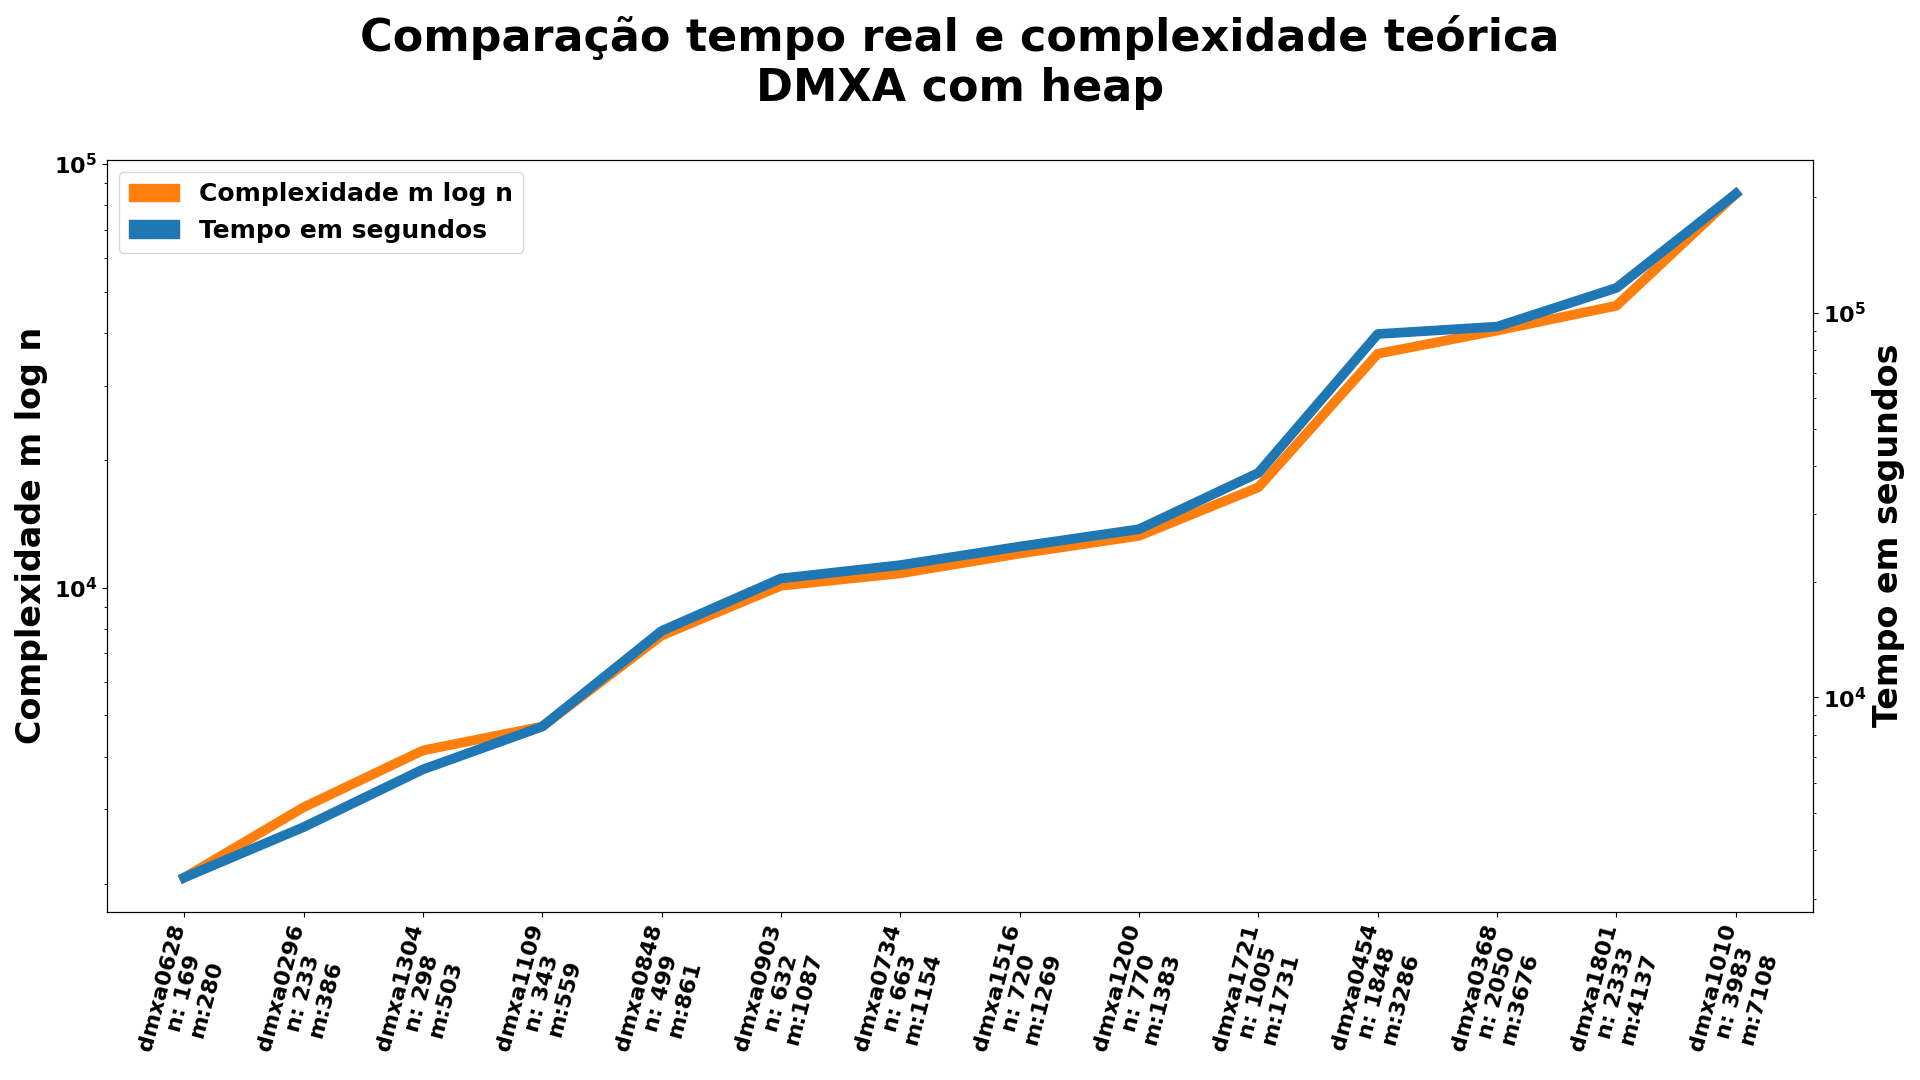 Comparação tempo real e complexidade teórica
DMXA com heap
Complexidade m log n
Tempo em segundos
Complexidade m log n
10⁵
10⁴
Tempo em segundos
10⁵
10⁴
dmxa0628
n: 169
m:280
dmxa0296
n: 233
m:386
dmxa1304
n: 298
m:503
dmxa1109
n: 343
m:559
dmxa0848
n: 499
m:861
dmxa0903
n: 632
m:1087
dmxa0734
n: 663
m:1154
dmxa1516
n: 720
m:1269
dmxa1200
n: 770
m:1383
dmxa1721
n: 1005
m:1731
dmxa0454
n: 1848
m:3286
dmxa0368
n: 2050
m:3676
dmxa1801
n: 2333
m:4137
dmxa1010
n: 3983
m:7108